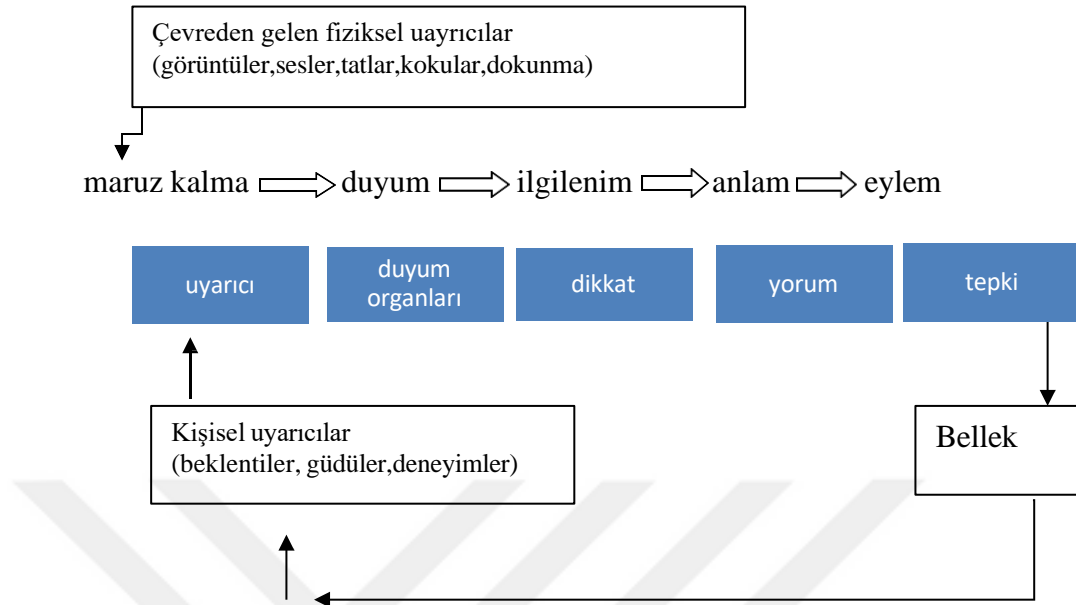 Çevreden gelen fiziksel uayrıcılar
(görüntüler,sesler,tatlar,kokular,dokunma)
maruz kalma duyum ilgilenim anlam eylem
uyarıcı
duyum
organları
dikkat
yorum
tepki
Kişisel uyarıcılar
(beklentiler, güdüler,deneyimler)
Bellek